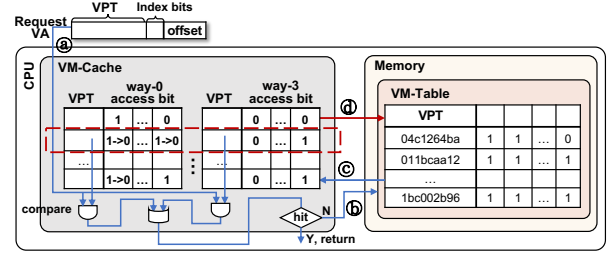 VPT Index bits
Request VA offset
ⓐ
CPU
VM-Cache
way-0 way-3
VPT access bit VPT access bit
1 ... 0 0 ... 0
1->0 ... 1->0 0 ... 1
... ...
1->0 ... 1 0 ... 1
⋮
compare
hit
N
Y, return
ⓓ
ⓒ
ⓑ
Memory
VM-Table
VPT
04c1264ba 1 1 ... 0
011bcaa12 1 1 ... 1
...
1bc002b96 1 1 ... 1